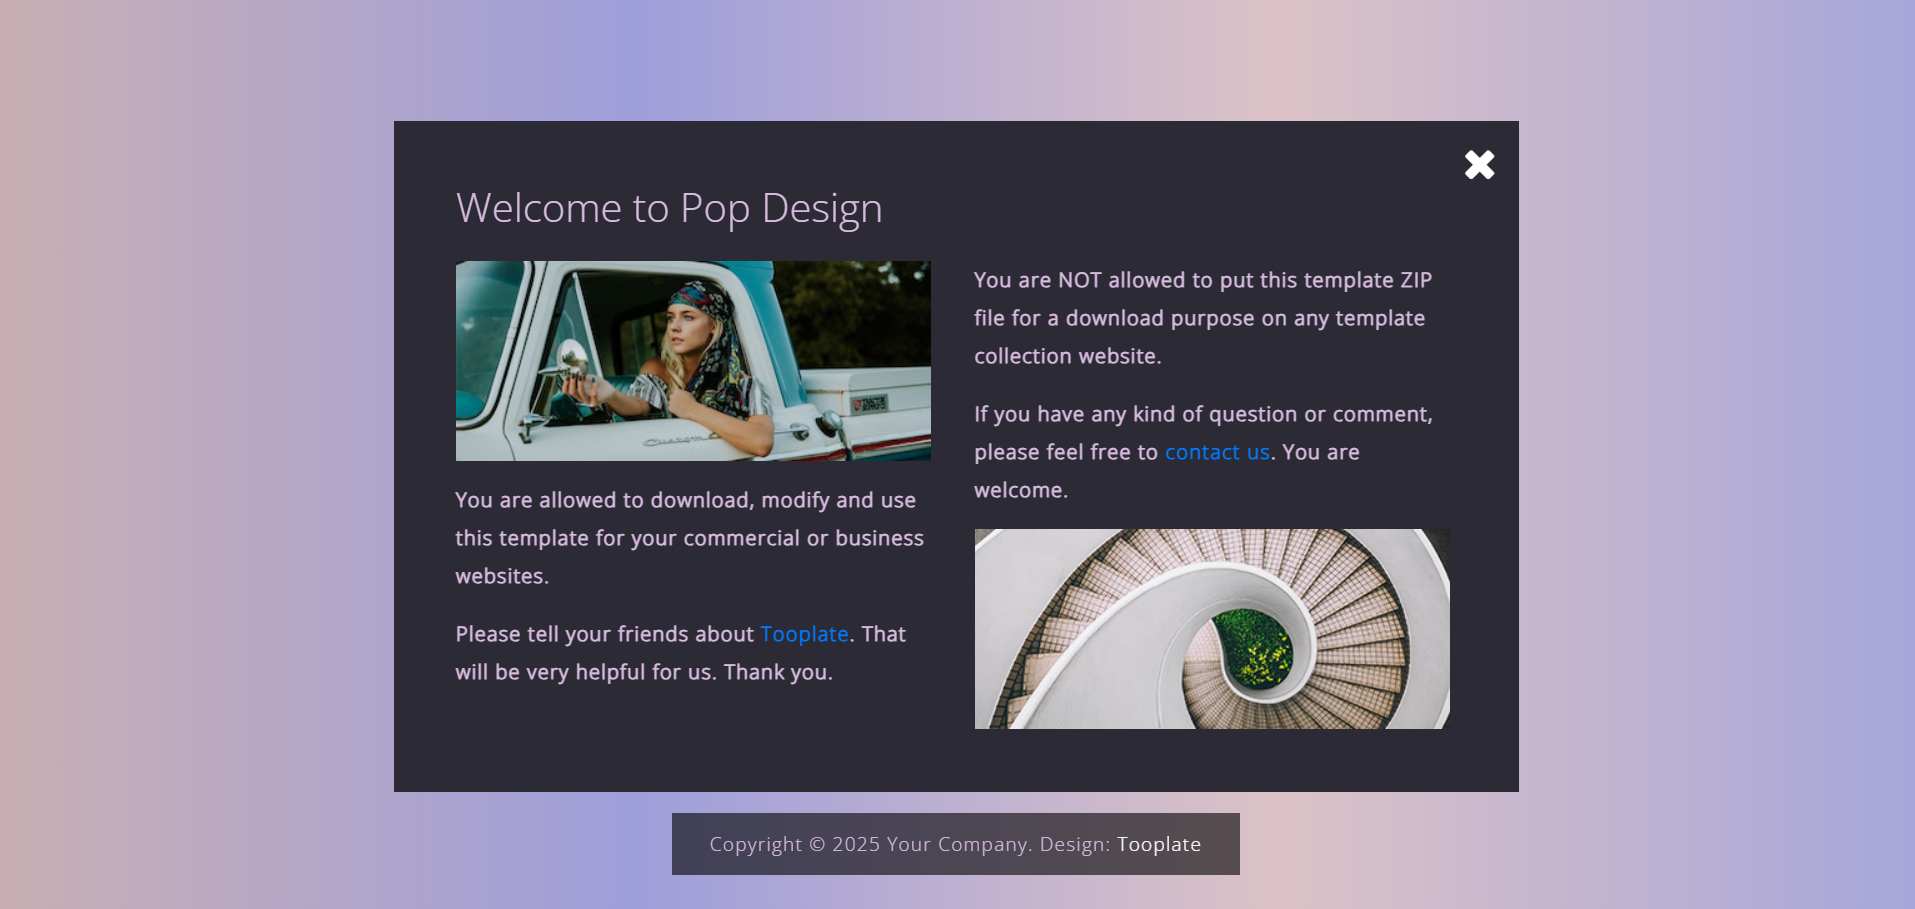 Welcome to Pop Design
You are allowed to download, modify and use
this template for your commercial or business
websites.
Please tell your friends about Tooplate. That
will be very helpful for us. Thank you.
You are NOT allowed to put this template ZIP
file for a download purpose on any template
collection website.
If you have any kind of question or comment,
please feel free to contact us. You are
welcome.
Copyright © 2025 Your Company. Design: Tooplate